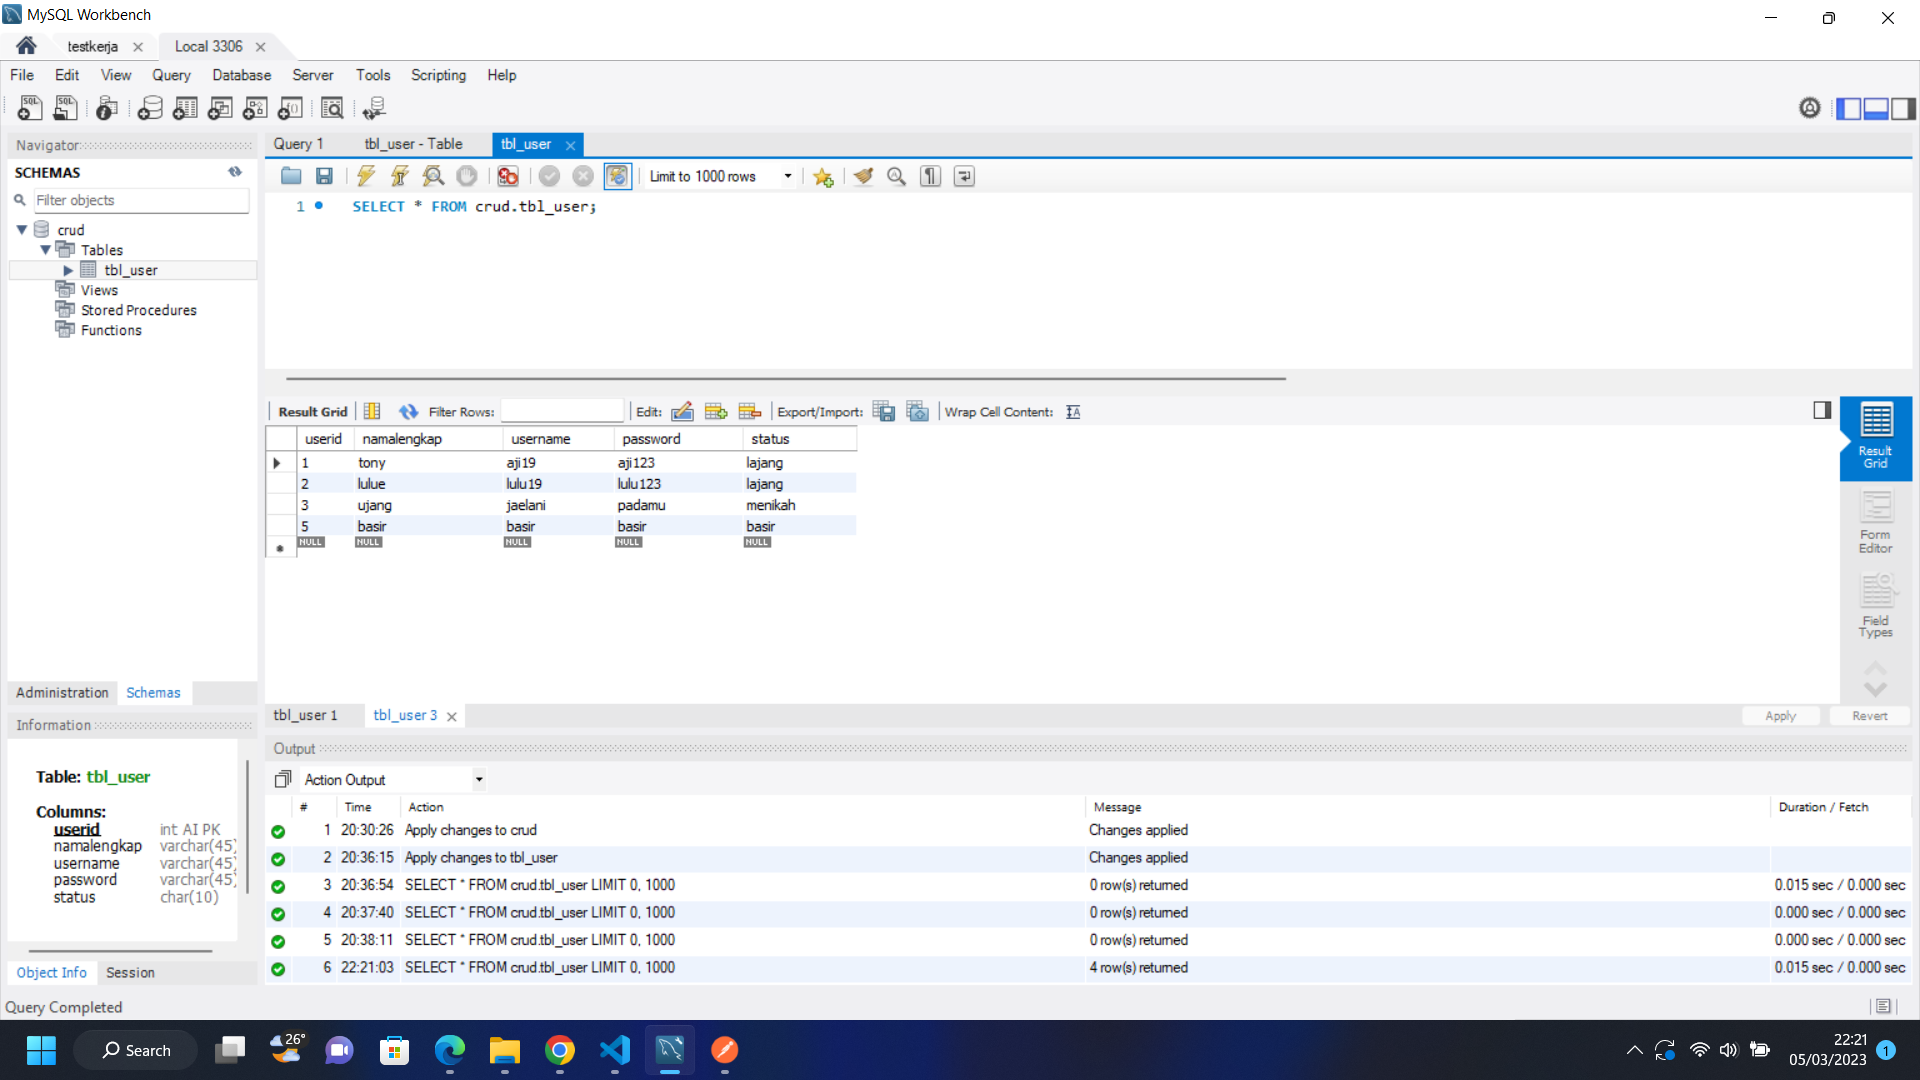 MySQL Workbench
testkerja
Local 3306
File Edit View Query Database Server Tools Scripting Help
Navigator
SCHEMAS
Filter objects
crud
Tables
tbl_user
Views
Stored Procedures
Functions
Administration Schemas
Information
Table: tbl_user
Columns:
userid int AI PK
namalengkap varchar(45)
username varchar(45)
password varchar(45)
status char(10)
Object Info Session
Query 1 tbl_user - Table tbl_user
Limit to 1000 rows
1 SELECT * FROM crud.tbl_user;
Result Grid Filter Rows: Edit: Export/Import: Wrap Cell Content:
userid namalengkap username password status
1 tony aji19 aji123 lajang
2 lulue lulu19 lulu123 lajang
3 ujang jaelani padamu menikah
5 basir basir basir basir
NULL NULL NULL NULL NULL
Result
Grid
Form
Editor
Field
Types
tbl_user 1 tbl_user 3
Apply Revert
Output
Action Output
# Time Action Message Duration / Fetch
1 20:30:26 Apply changes to crud Changes applied
2 20:36:15 Apply changes to tbl_user Changes applied
3 20:36:54 SELECT * FROM crud.tbl_user LIMIT 0, 1000 0 row(s) returned 0.015 sec / 0.000 sec
4 20:37:40 SELECT * FROM crud.tbl_user LIMIT 0, 1000 0 row(s) returned 0.000 sec / 0.000 sec
5 20:38:11 SELECT * FROM crud.tbl_user LIMIT 0, 1000 0 row(s) returned 0.000 sec / 0.000 sec
6 22:21:03 SELECT * FROM crud.tbl_user LIMIT 0, 1000 4 row(s) returned 0.015 sec / 0.000 sec
Query Completed
Search
26°
22:21
05/03/2023
1